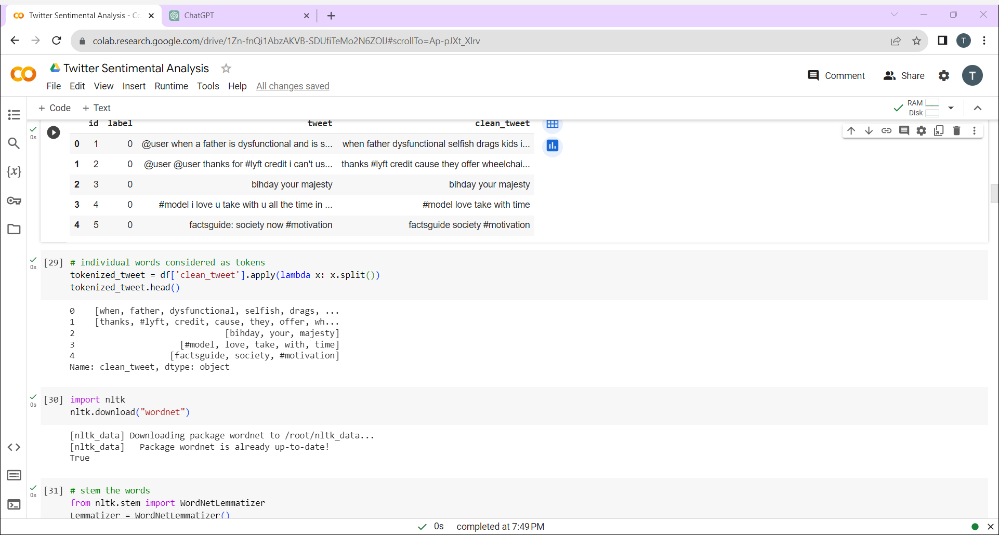 Twitter Sentimental Analysis - Co
ChatGPT
colab.research.google.com/drive/1Zn-fnQi1AbzAKVB-SDUfiTeMo2N6ZOlJ#scrollTo=Ap-pJXt_Xlrv
T
Twitter Sentimental Analysis
File Edit View Insert Runtime Tools Help All changes saved
Comment Share T
+ Code + Text
RAM
Disk
id label tweet clean_tweet
0s
0 1 0 @user when a father is dysfunctional and is s... when father dysfunctional selfish drags kids i...
1 2 0 @user @user thanks for #lyft credit i can't us... thanks #lyft credit cause they offer wheelchai...
2 3 0 bihday your majesty bihday your majesty
3 4 0 #model i love u take with u all the time in ... #model love take with time
4 5 0 factsguide: society now #motivation factsguide society #motivation
{x}
0s
[29] # individual words considered as tokens
tokenized_tweet = df['clean_tweet'].apply(lambda x: x.split())
tokenized_tweet.head()
0 [when, father, dysfunctional, selfish, drags, ...
1 [thanks, #lyft, credit, cause, they, offer, wh...
2 [bihday, your, majesty]
3 [#model, love, take, with, time]
4 [factsguide, society, #motivation]
Name: clean_tweet, dtype: object
0s
[30] import nltk
nltk.download("wordnet")
[nltk_data] Downloading package wordnet to /root/nltk_data...
[nltk_data]   Package wordnet is already up-to-date!
True
0s
[31] # stem the words
from nltk.stem import WordNetLemmatizer
Lemmatizer = WordNetLemmatizer()
0s completed at 7:49 PM